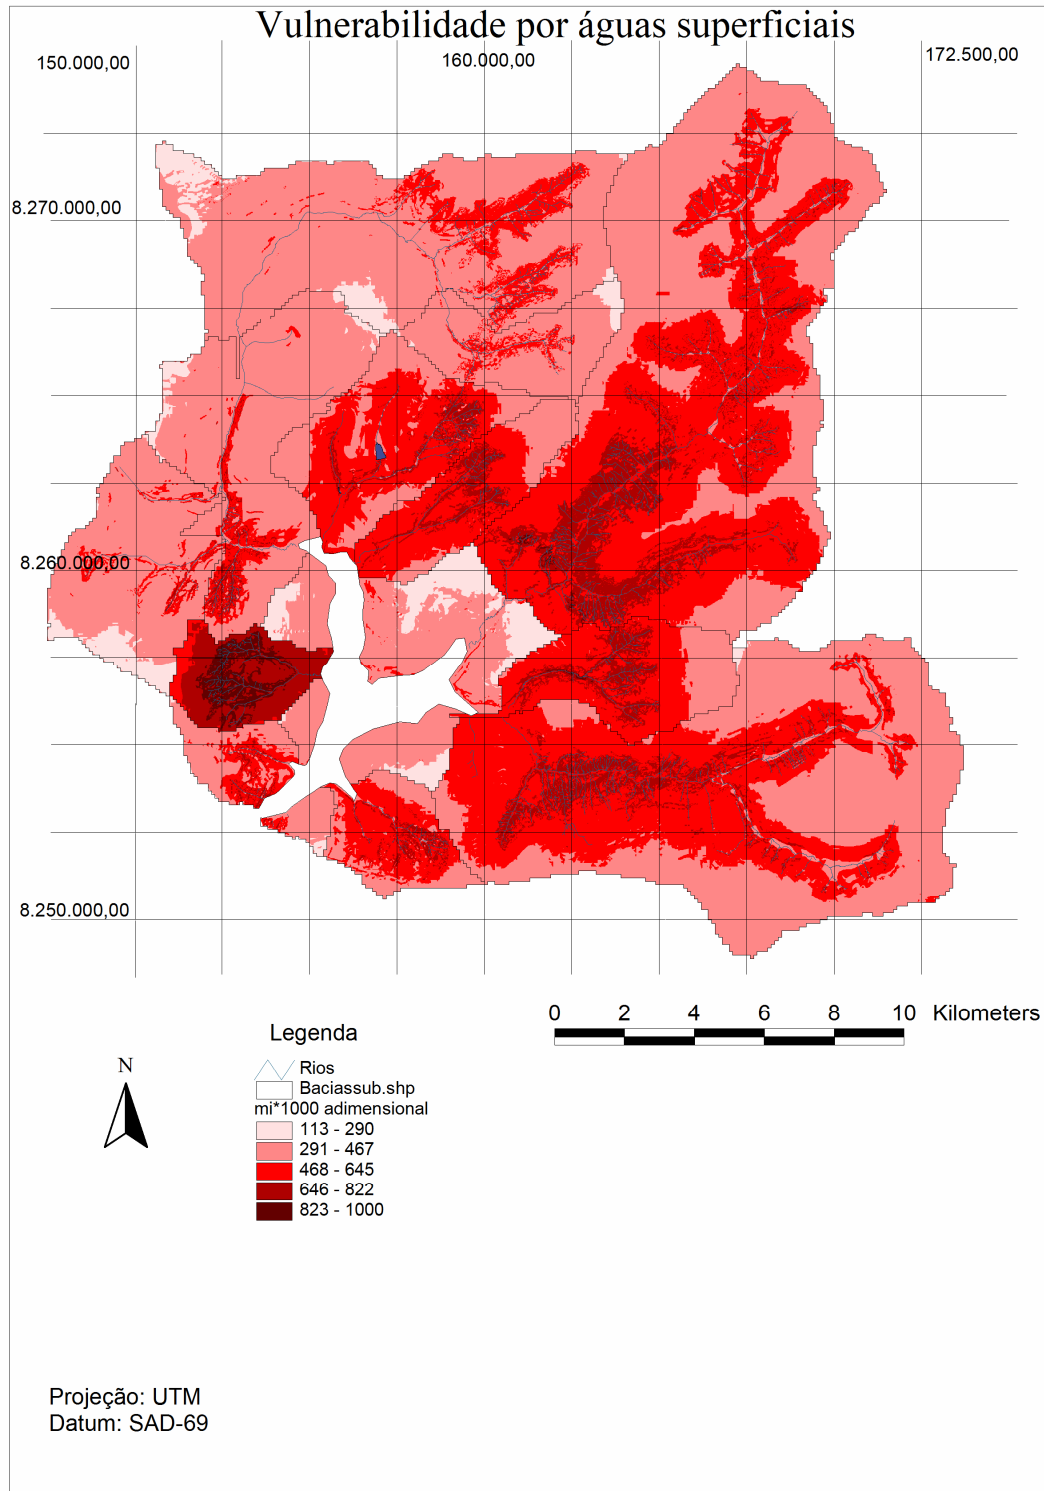 Vulnerabilidade por águas superficiais
150.000,00
160.000,00
172.500,00
8.270.000,00
8.260.000,00
8.250.000,00
0 2 4 6 8 10 Kilometers
Legenda
N
Rios
Baciassub.shp
mi*1000 adimensional
113 - 290
291 - 467
468 - 645
646 - 822
823 - 1000
Projeção: UTM
Datum: SAD-69